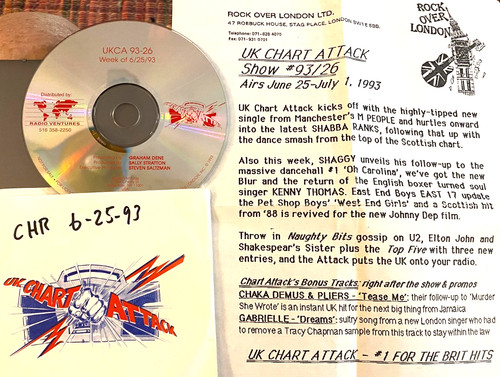 UKCA 93-26
Week of 6/25/93
Distributed by:
RADIO VENTURES
GRAHAM DENE
SALLY STRATTON
STEVEN SALTZMAN
CHR 6-25-93
UK CHART ATTACK
ROCK OVER LONDON LTD.
47 ROEBUCK HOUSE, STAG PLACE, LONDON
Telephone: 071-
Fax: 071-
ROCK
OVER
LONDON
UK CHART ATTACK
Show #93/26
Airs June 25-July 1, 1993
UK Chart Attack kicks off with the highly-tipped new
single from Manchester's M PEOPLE and hurtles onward
into the latest SHABBA RANKS, following that up with
the dance smash from the top of the Scottish chart.
Also this week, SHAGGY unveils his follow-up to the
massive dancehall #1 'Oh Carolina', we've got the new
Blur and the return of the English boxer turned soul
singer KENNY THOMAS. East End Boys EAST 17 update
the Pet Shop Boys' 'West End Girls' and a Scottish hit
from '88 is revived for the new Johnny Dep film.
Throw in Naughty Bits gossip on U2, Elton John and
Shakespear's Sister plus the Top Five with three new
entries, and the Attack puts the UK onto your radio.
Chart Attack's Bonus Tracks: right after the show & promos
CHAKA DEMUS & PLIERS - 'Tease Me'; their follow-up to 'Murder
She Wrote' is an instant UK hit for the next big thing from Jamaica
GABRIELLE - 'Dreams'; sultry song from a new London singer who had
to remove a Tracy Chapman sample from this track to stay within the law
UK CHART ATTACK - #1 FOR THE BRIT HITS